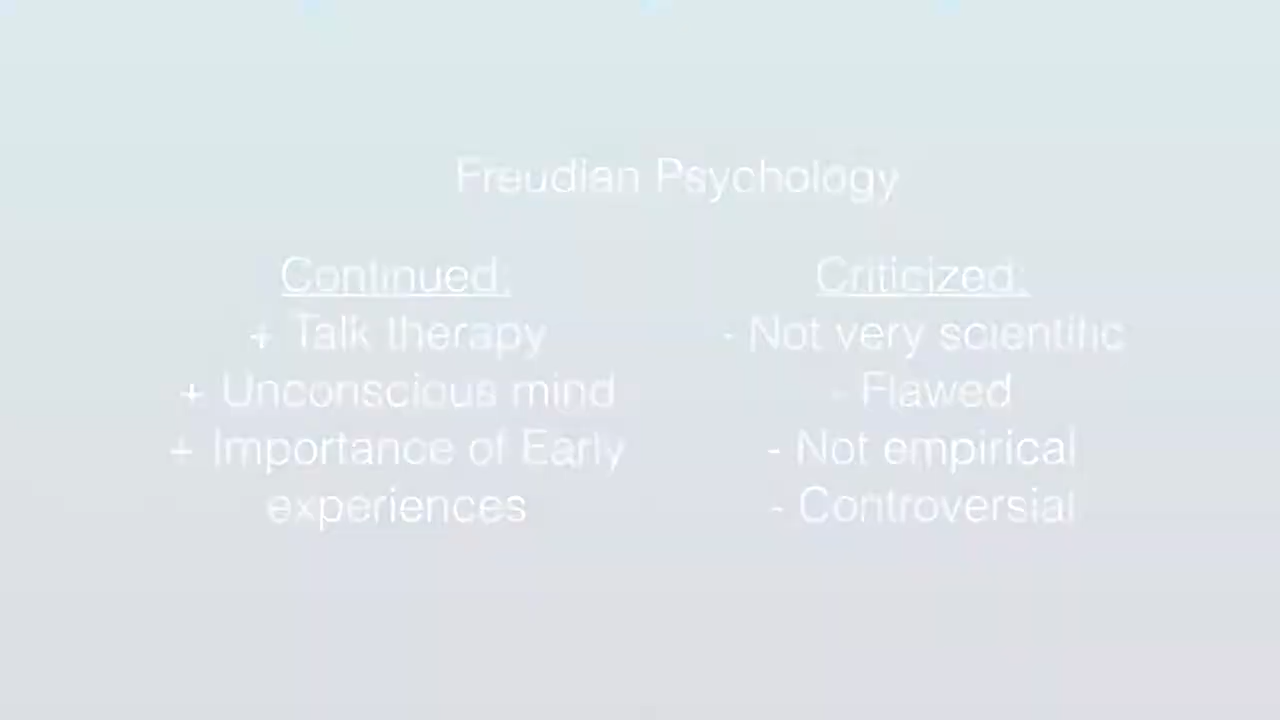 Freudian Psychology
Continued:
+ Talk therapy
+ Unconscious mind
+ Importance of Early
experiences
Criticized:
- Not very scientific
- Flawed
- Not empirical
- Controversial